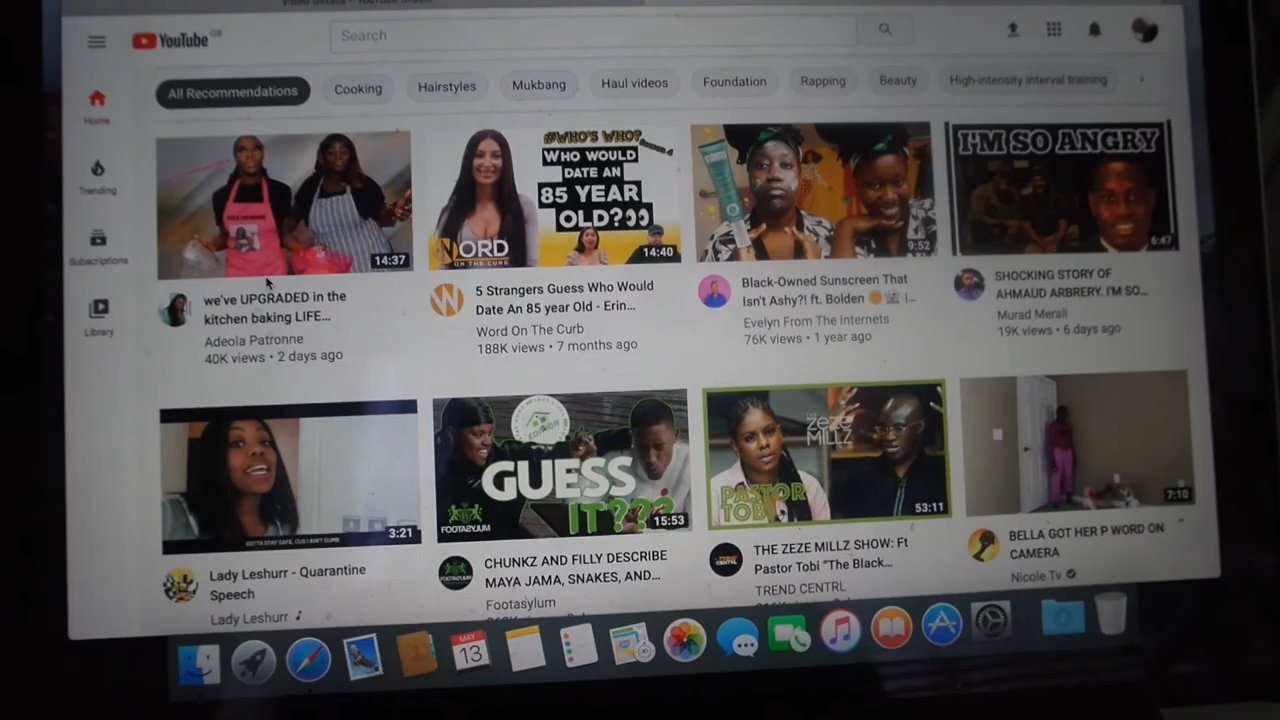 YouTube GB
Search
Home
Trending
Subscriptions
Library
All Recommendations
Cooking
Hairstyles
Mukbang
Haul videos
Foundation
Rapping
Beauty
High-intensity interval training
14:37
we've UPGRADED in the
kitchen baking LIFE...
Adeola Patronne
40K views • 2 days ago
#WHO'S WHO?
WHO WOULD
DATE AN
85 YEAR
OLD?
WORD
ON THE CURB
14:40
5 Strangers Guess Who Would
Date An 85 year Old - Erin...
Word On The Curb
188K views • 7 months ago
9:52
Black-Owned Sunscreen That
Isn't Ashy?! ft. Bolden
Evelyn From The Internets
76K views • 1 year ago
I'M SO ANGRY
6:47
SHOCKING STORY OF
AHMAUD ARBRERY. I'M SO...
Murad Merali
19K views • 6 days ago
3:21
Lady Leshurr - Quarantine
Speech
Lady Leshurr
EDITION
GUESS
IT???
FOOTASYLUM
15:53
CHUNKZ AND FILLY DESCRIBE
MAYA JAMA, SNAKES, AND...
Footasylum
THE
ZEZE
MILLZ
PASTOR
TOBI
53:11
THE ZEZE MILLZ SHOW: Ft
Pastor Tobi "The Black...
TREND CENTRL
7:10
BELLA GOT HER P WORD ON
CAMERA
Nicole Tv
MAY
13